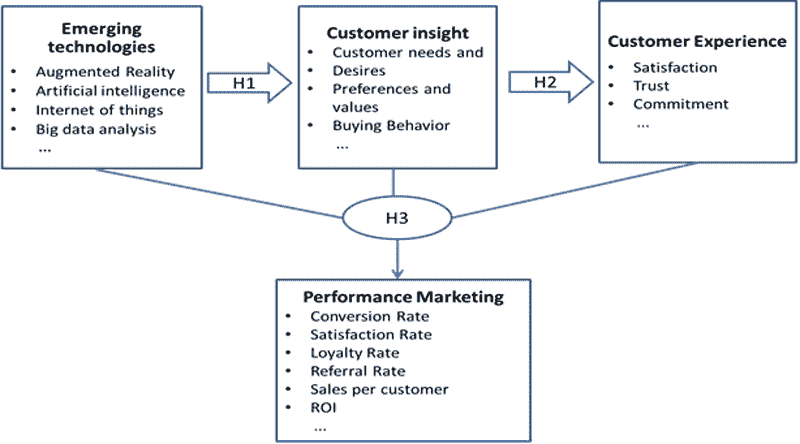 Emerging
technologies
• Augmented Reality
• Artificial intelligence
• Internet of things
• Big data analysis
...
H1
Customer insight
• Customer needs and
• Desires
• Preferences and
values
• Buying Behavior
...
H2
Customer Experience
• Satisfaction
• Trust
• Commitment
...
H3
Performance Marketing
• Conversion Rate
• Satisfaction Rate
• Loyalty Rate
• Referral Rate
• Sales per customer
• ROI
...